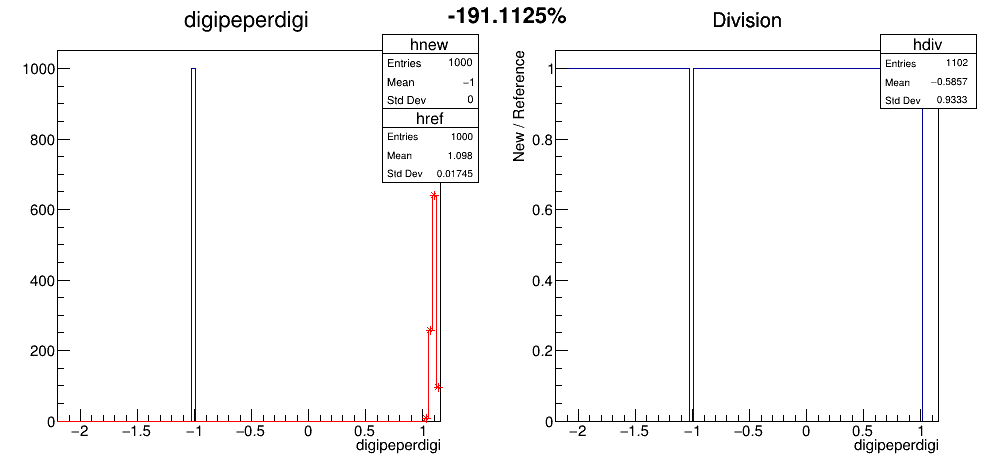 -191.1125%
digipeperdigi
hnew
Entries 1000
Mean −1
Std Dev 0
href
Entries 1000
Mean 1.098
Std Dev 0.01745
1000
800
600
400
200
0
−2 −1.5 −1 −0.5 0 0.5 1
digipeperdigi
Division
hdiv
Entries 1102
Mean −0.5857
Std Dev 0.9333
New / Reference
1
0.8
0.6
0.4
0.2
0
−2 −1.5 −1 −0.5 0 0.5 1
digipeperdigi